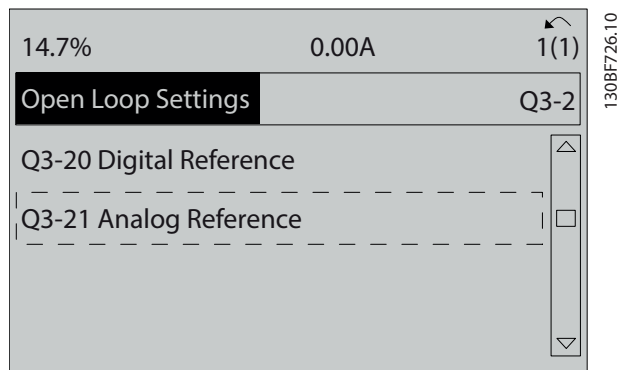 14.7% 0.00A 1(1)
Open Loop Settings Q3-2
Q3-20 Digital Reference
Q3-21 Analog Reference
130BF726.10